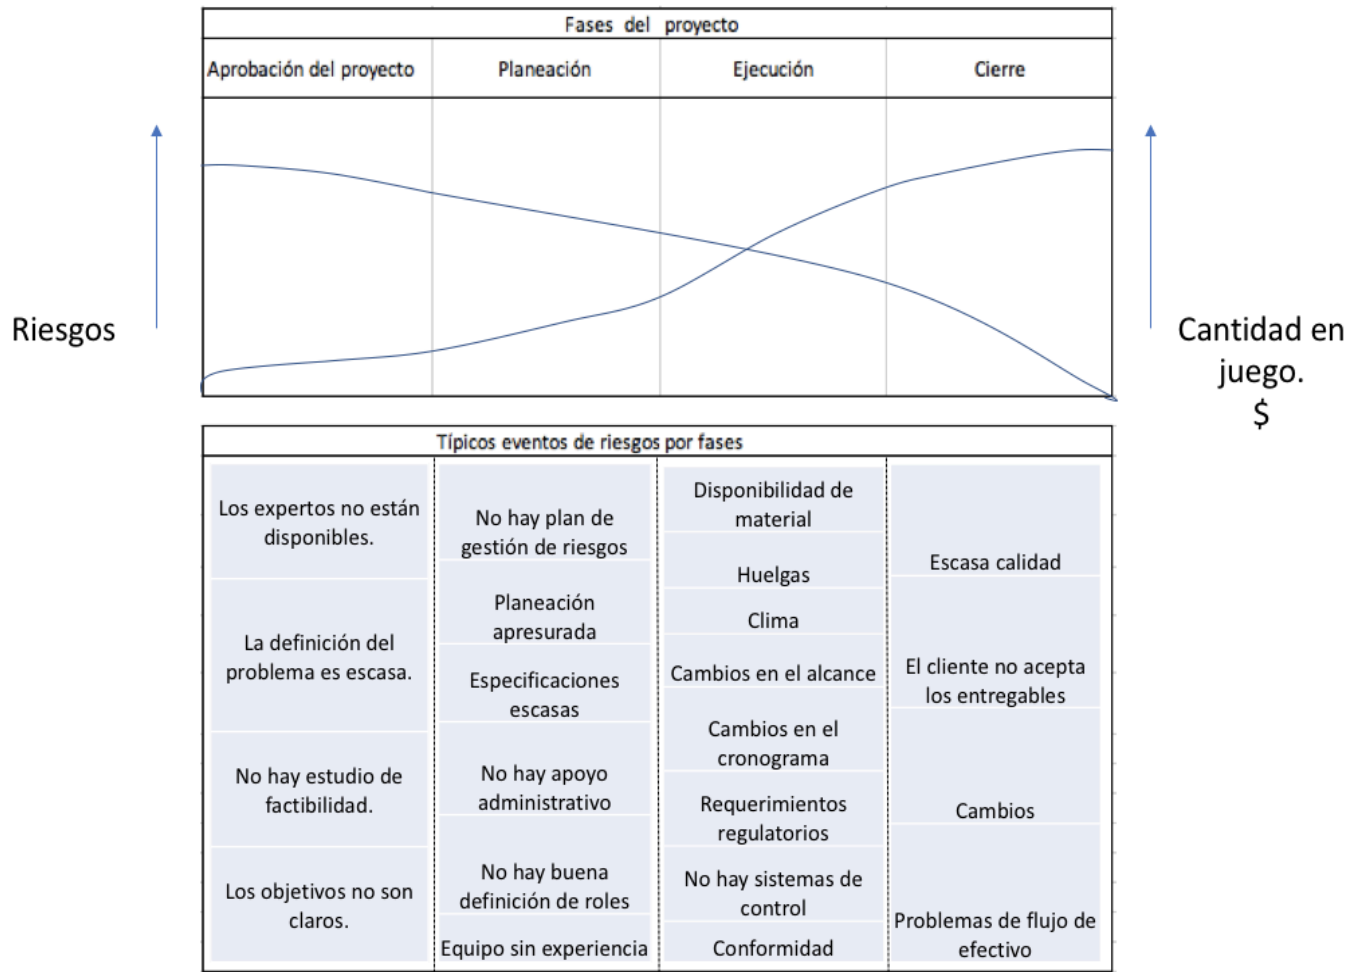 Fases del proyecto
Aprobación del proyecto
Planeación
Ejecución
Cierre
Riesgos
Cantidad en
juego.
$
Típicos eventos de riesgos por fases
Los expertos no están
disponibles.
La definición del
problema es escasa.
No hay estudio de
factibilidad.
Los objetivos no son
claros.
No hay plan de
gestión de riesgos
Planeación
apresurada
Especificaciones
escasas
No hay apoyo
administrativo
No hay buena
definición de roles
Equipo sin experiencia
Disponibilidad de
material
Huelgas
Clima
Cambios en el alcance
Cambios en el
cronograma
Requerimientos
regulatorios
No hay sistemas de
control
Conformidad
Escasa calidad
El cliente no acepta
los entregables
Cambios
Problemas de flujo de
efectivo